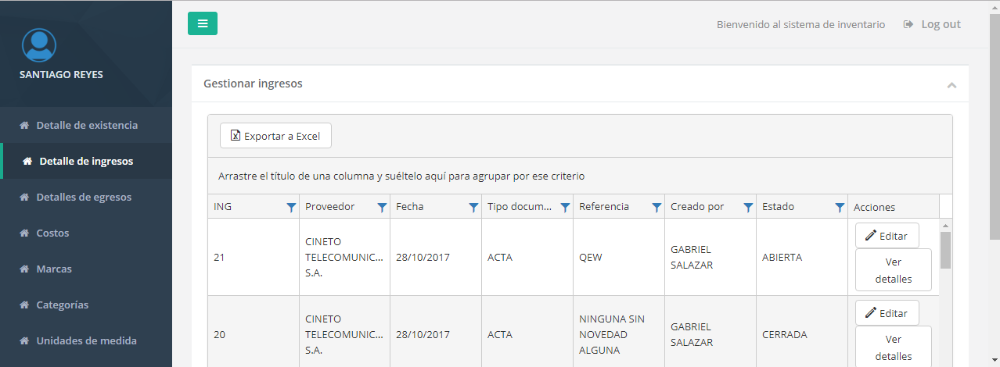 Bienvenido al sistema de inventario Log out
SANTIAGO REYES
Detalle de existencia
Detalle de ingresos
Detalles de egresos
Costos
Marcas
Categorías
Unidades de medida
Gestionar ingresos
Exportar a Excel
Arrastre el título de una columna y suéltelo aquí para agrupar por ese criterio
ING Proveedor Fecha Tipo docum... Referencia Creado por Estado Acciones
21
CINETO
TELECOMUNIC...
S.A.
28/10/2017
ACTA
QEW
GABRIEL
SALAZAR
ABIERTA
Editar
Ver
detalles
20
CINETO
TELECOMUNIC...
S.A.
28/10/2017
ACTA
NINGUNA SIN
NOVEDAD
ALGUNA
GABRIEL
SALAZAR
CERRADA
Editar
Ver
detalles